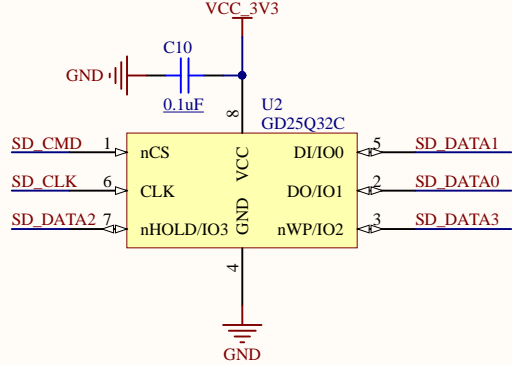 VCC_3V3
C10
GND
0.1uF
U2
GD25Q32C
8
SD_CMD 1 nCS VCC DI/IO0 5 SD_DATA1
SD_CLK 6 CLK DO/IO1 2 SD_DATA0
SD_DATA2 7 nHOLD/IO3 GND nWP/IO2 3 SD_DATA3
4
GND